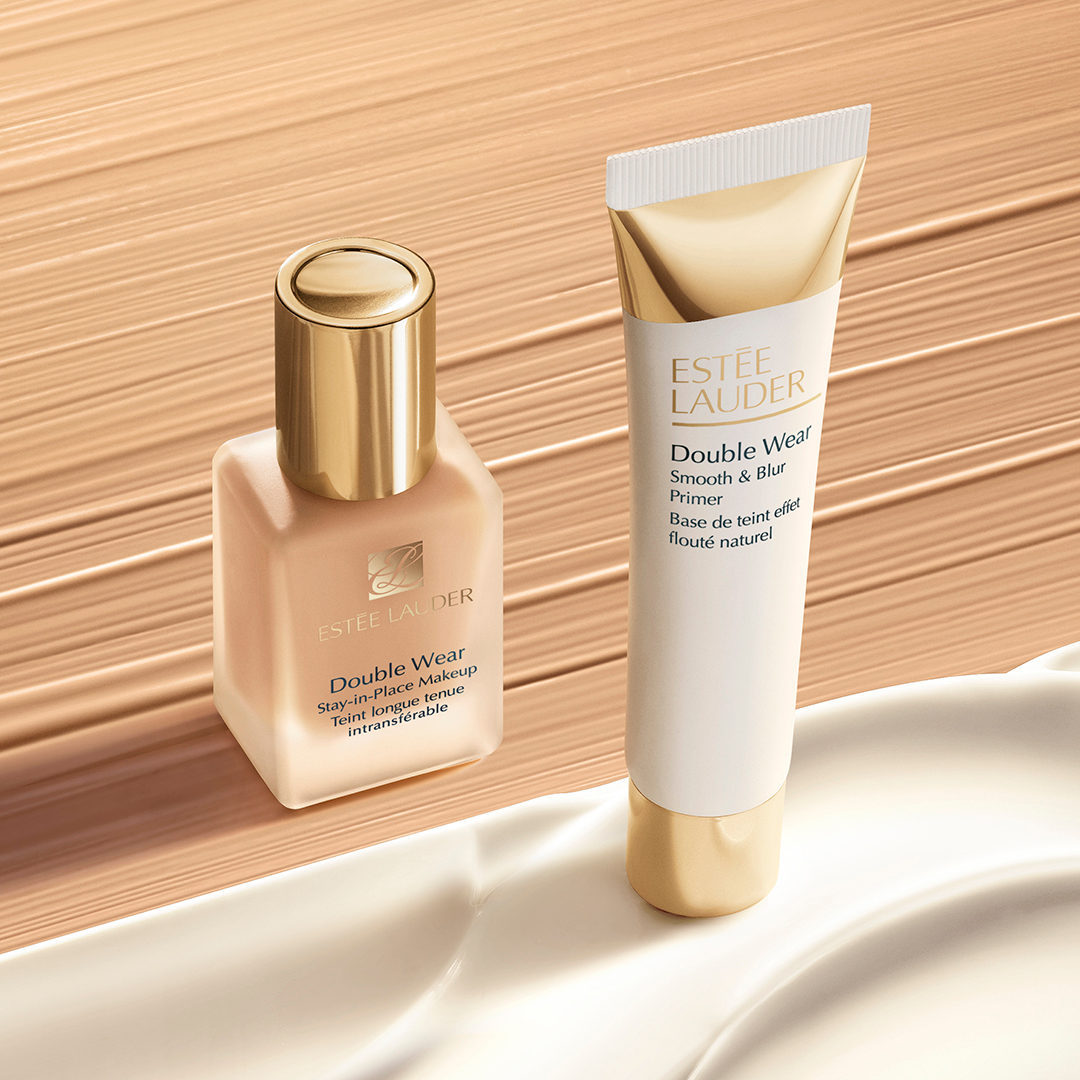 ESTĒE LAUDER
Double Wear
Stay-in-Place Makeup
Teint longue tenue
intransférable
ESTĒE
LAUDER
Double Wear
Smooth & Blur
Primer
Base de teint effet
flouté naturel